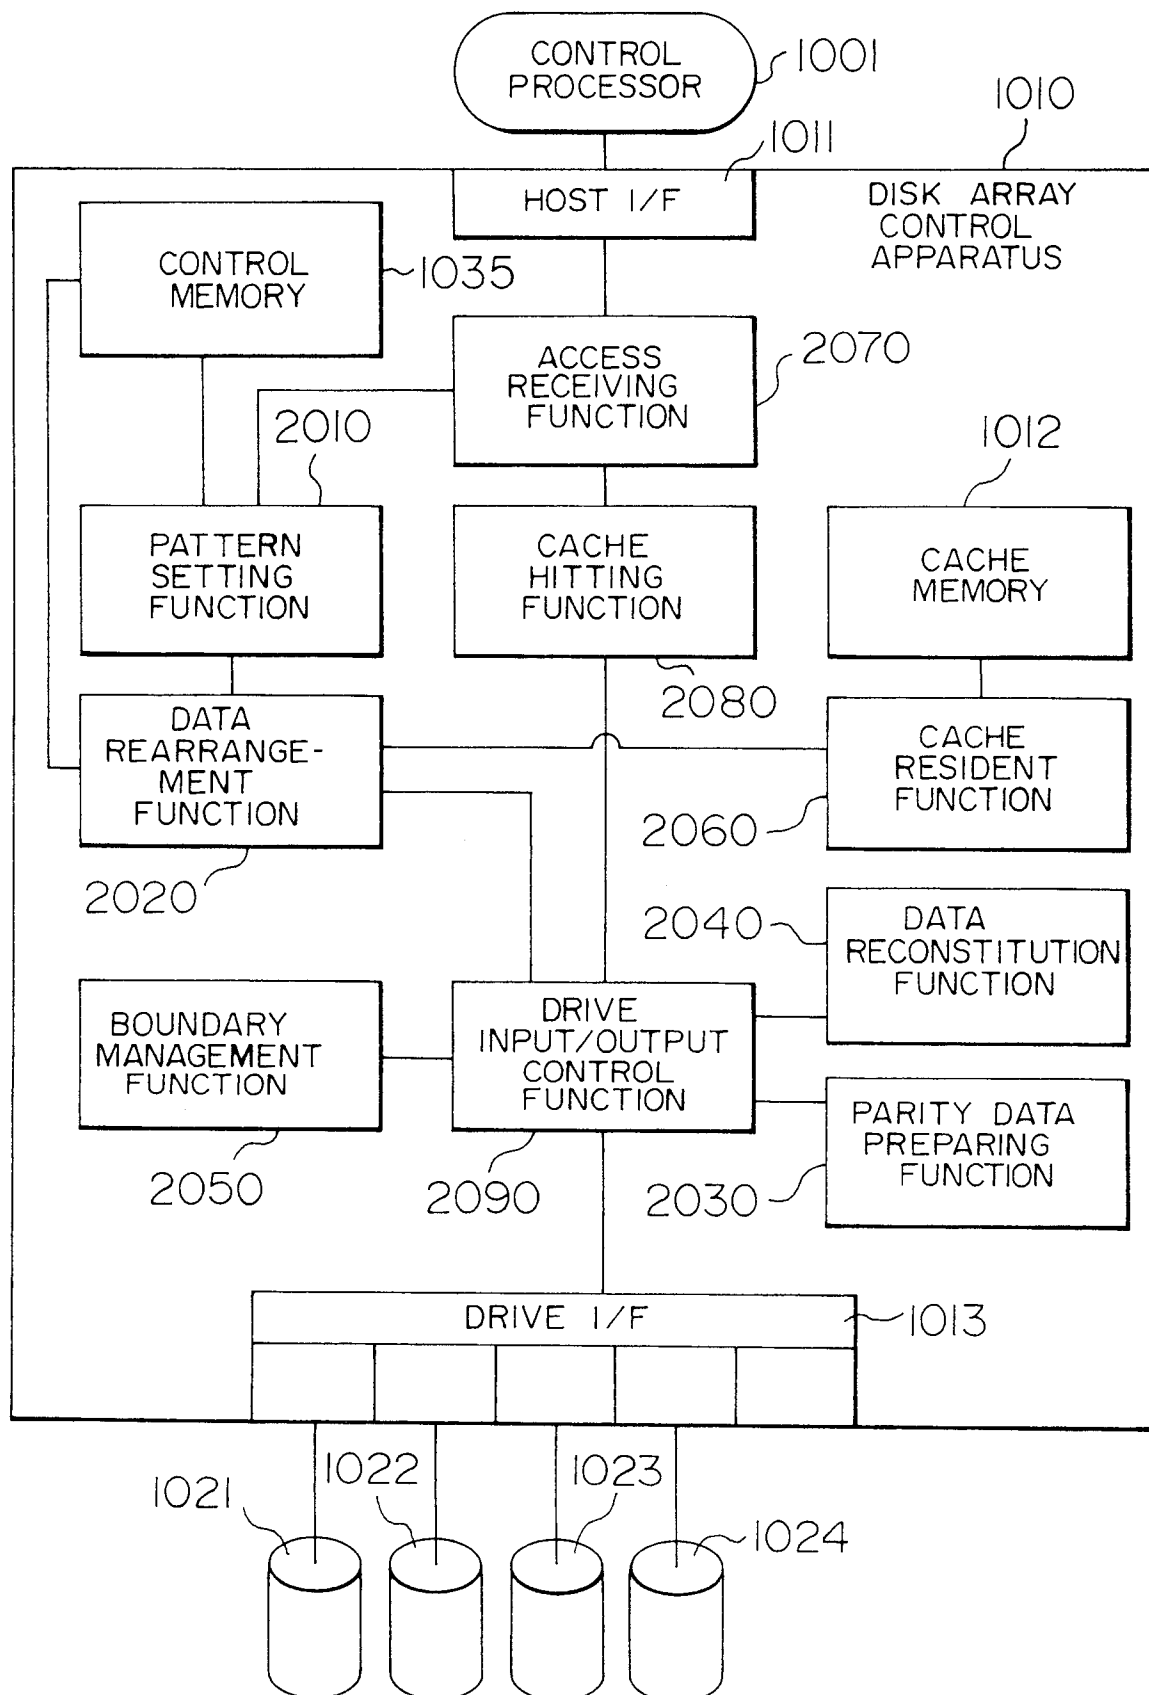 CONTROL
PROCESSOR
1001
1010
1011
HOST I/F
DISK ARRAY
CONTROL
APPARATUS
CONTROL
MEMORY
1035
ACCESS
RECEIVING
FUNCTION
2070
2010
1012
PATTERN
SETTING
FUNCTION
CACHE
HITTING
FUNCTION
CACHE
MEMORY
2080
DATA
REARRANGE-
MENT
FUNCTION
CACHE
RESIDENT
FUNCTION
2060
2020
2040
DATA
RECONSTITUTION
FUNCTION
BOUNDARY
MANAGEMENT
FUNCTION
DRIVE
INPUT/OUTPUT
CONTROL
FUNCTION
PARITY DATA
PREPARING
FUNCTION
2050
2090
2030
DRIVE I/F
1013
1021
1022
1023
1024